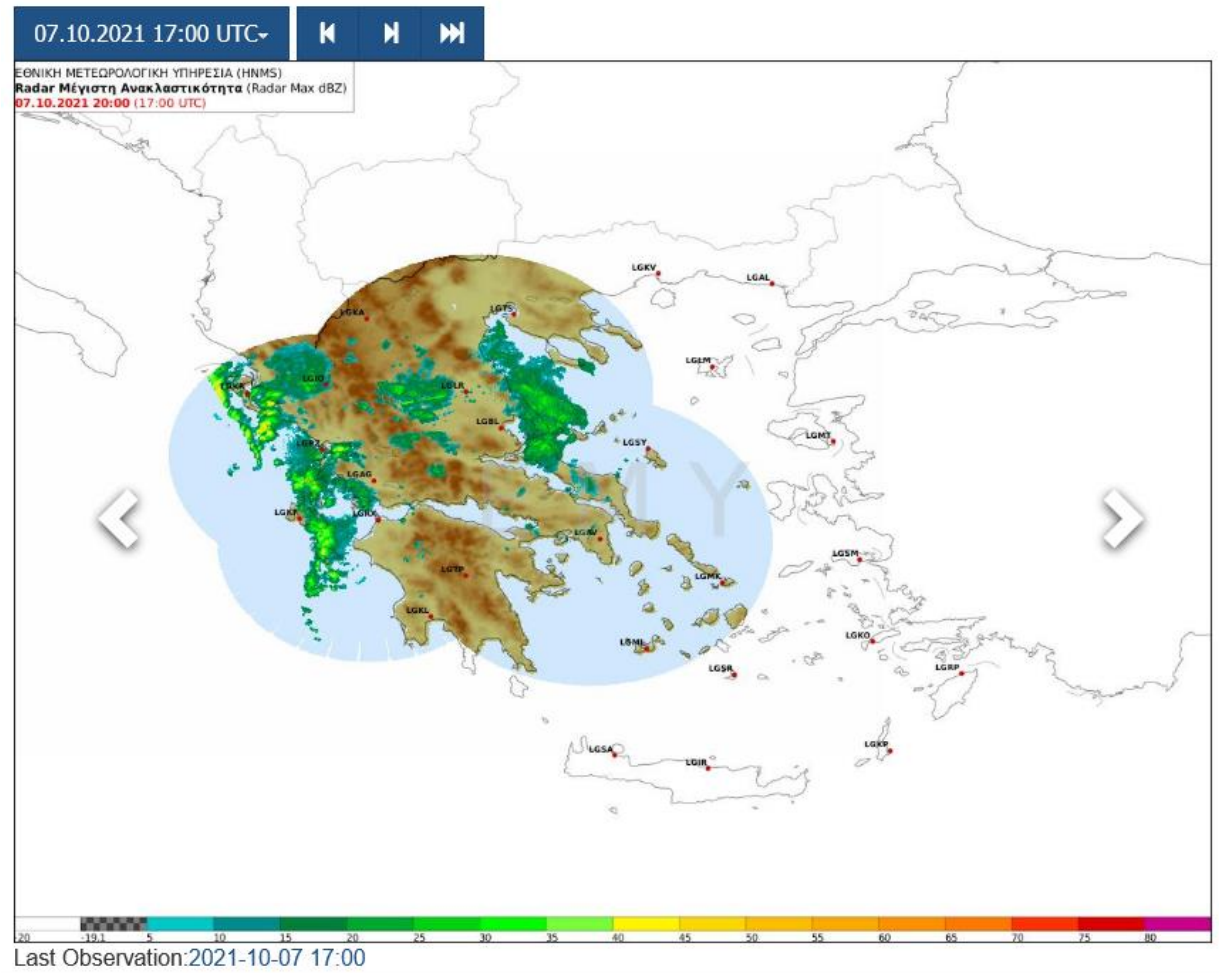 07.10.2021 17:00 UTC
ΕΘΝΙΚΗ ΜΕΤΕΩΡΟΛΟΓΙΚΗ ΥΠΗΡΕΣΙΑ (HNMS)
Radar Μέγιστη Ανακλαστικότητα (Radar Max dBZ)
07.10.2021 20:00 (17:00 UTC)
LGKV
LGAL
LGKA
LGTS
LGLM
LGIO
LGKR
LGLR
LGBL
LGMT
LGPZ
LGSY
LGAG
E M Y
LGKF
LGRX
LGAV
LGSM
LGTP
LGMK
LGKL
LGKO
LGML
LGSR
LGRP
LGSA
LGKP
LGIR
-20 -19.1 5 10 15 20 25 30 35 40 45 50 55 60 65 70 75 80
Last Observation:2021-10-07 17:00